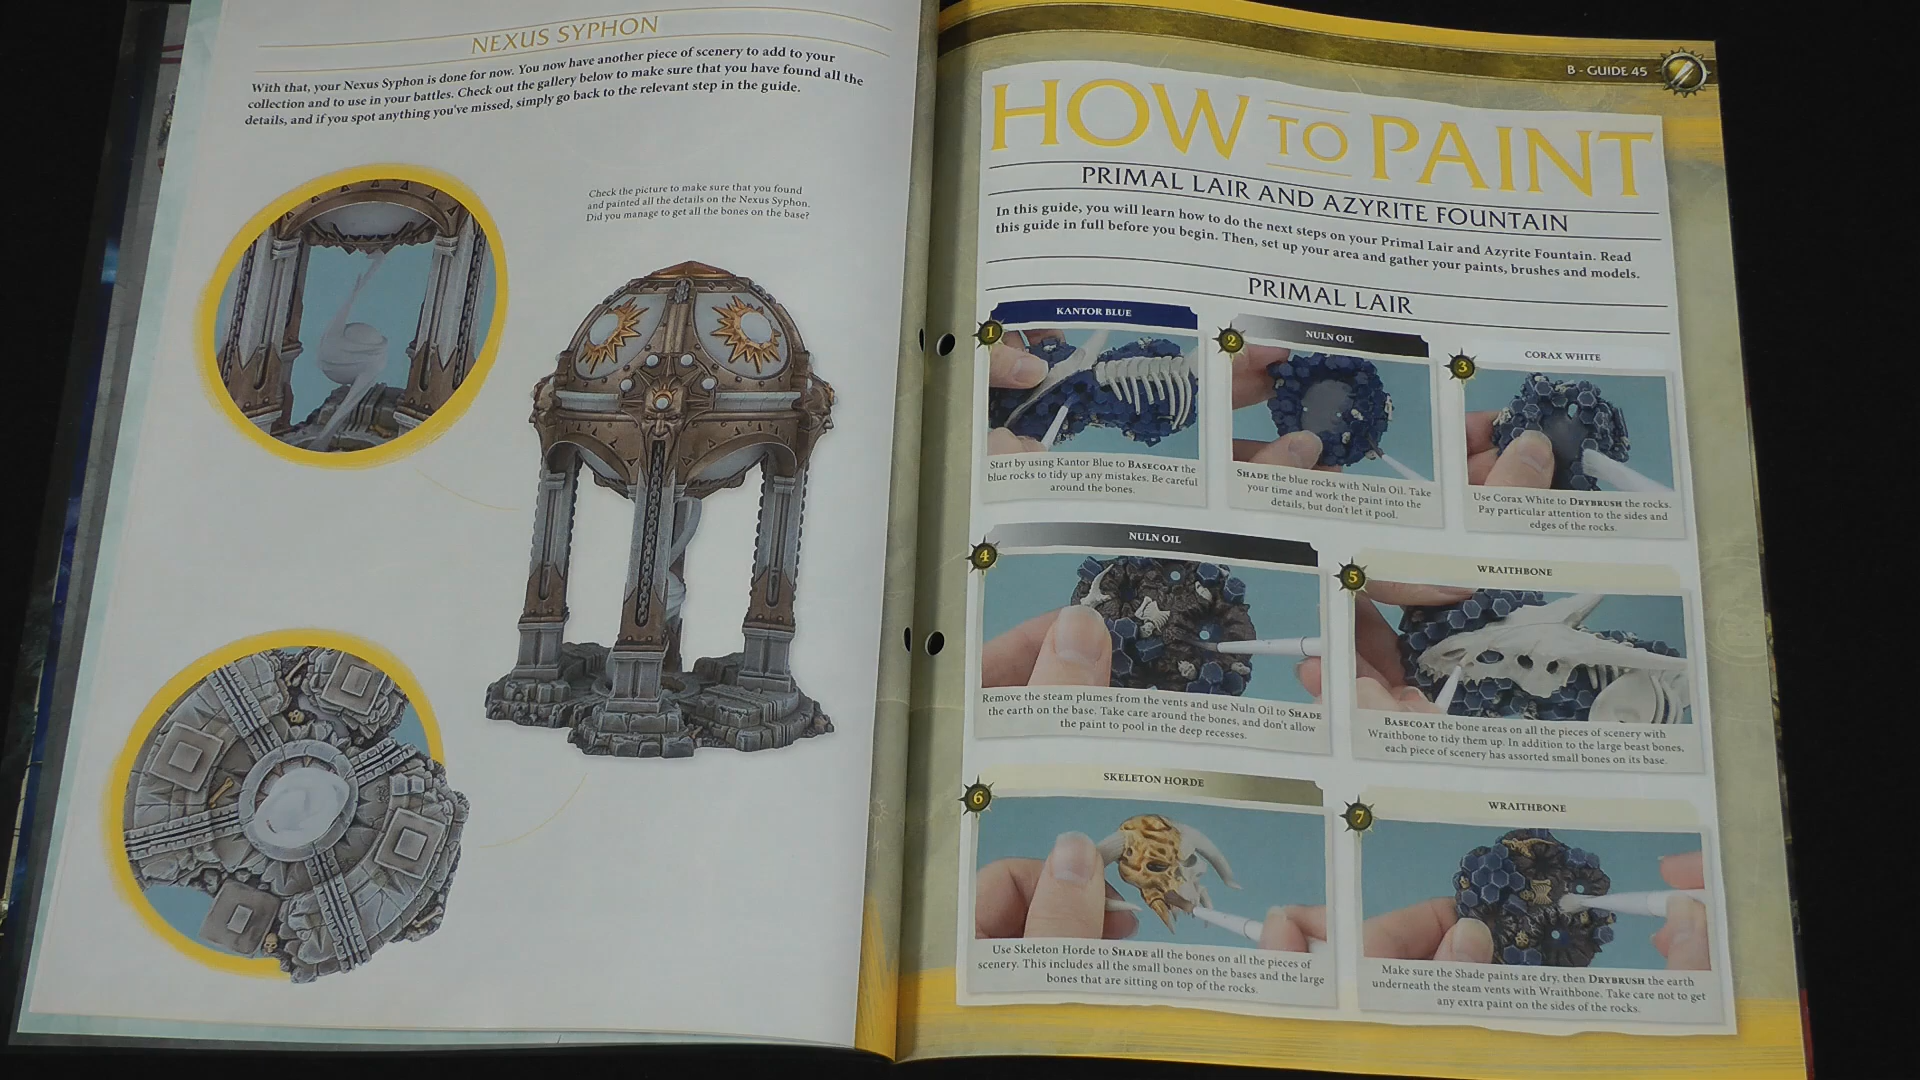 NEXUS SYPHON
With that, your Nexus Syphon is done for now. You now have another piece of scenery to add to your
collection and to use in your battles. Check out the gallery below to make sure that you have found all the
details, and if you spot anything you've missed, simply go back to the relevant step in the guide.
Check the picture to make sure that you found
and painted all the details on the Nexus Syphon.
Did you manage to get all the bones on the base?
B - GUIDE 45
HOW TO PAINT
PRIMAL LAIR AND AZYRITE FOUNTAIN
In this guide, you will learn how to do the next steps on your Primal Lair and Azyrite Fountain. Read
this guide in full before you begin. Then, set up your area and gather your paints, brushes and models.
PRIMAL LAIR
1
KANTOR BLUE
Start by using Kantor Blue to BASECOAT the
blue rocks to tidy up any mistakes. Be careful
around the bones.
2
NULN OIL
SHADE the blue rocks with Nuln Oil. Take
your time and work the paint into the
details, but don't let it pool.
3
CORAX WHITE
Use Corax White to DRYBRUSH the rocks.
Pay particular attention to the sides and
edges of the rocks.
4
NULN OIL
Remove the steam plumes from the vents and use Nuln Oil to SHADE
the earth on the base. Take care around the bones, and don't allow
the paint to pool in the deep recesses.
5
WRAITHBONE
BASECOAT the bone areas on all the pieces of scenery with
Wraithbone to tidy them up. In addition to the large beast bones,
each piece of scenery has assorted small bones on its base.
6
SKELETON HORDE
Use Skeleton Horde to SHADE all the bones on all the pieces of
scenery. This includes all the small bones on the bases and the large
bones that are sitting on top of the rocks.
7
WRAITHBONE
Make sure the Shade paints are dry, then DRYBRUSH the earth
underneath the steam vents with Wraithbone. Take care not to get
any extra paint on the sides of the rocks.